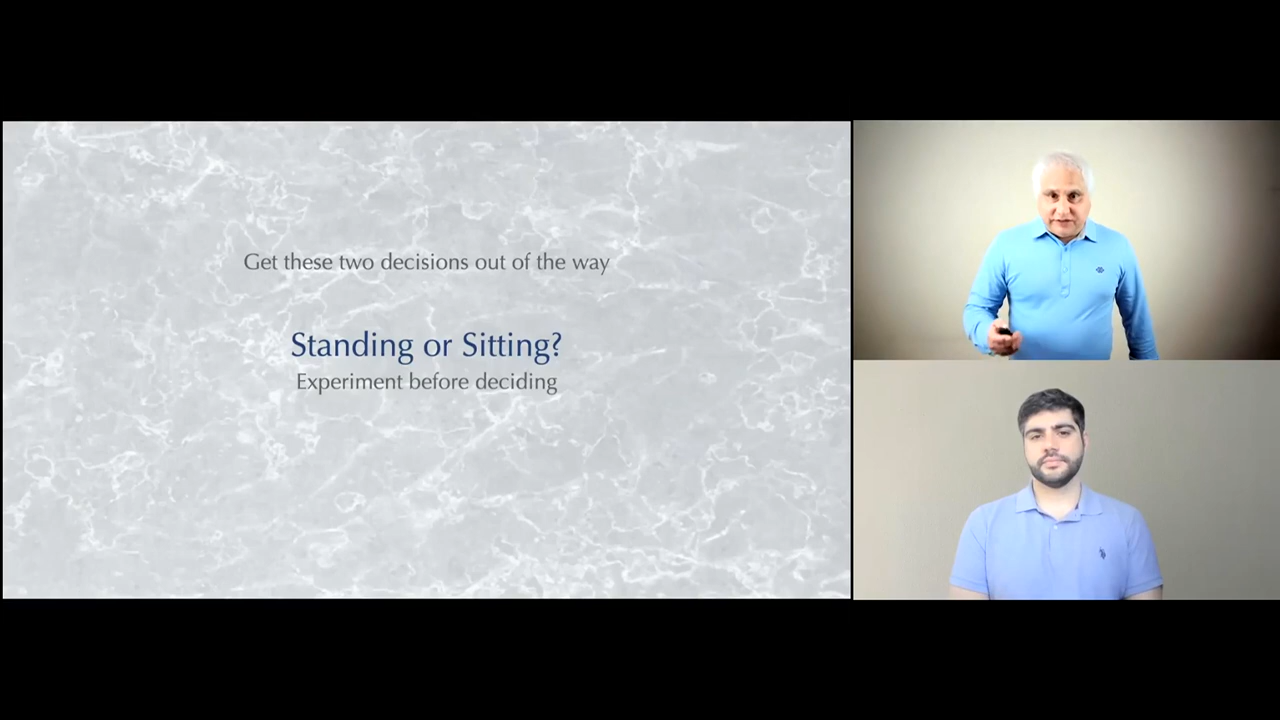 Get these two decisions out of the way
Standing or Sitting?
Experiment before deciding